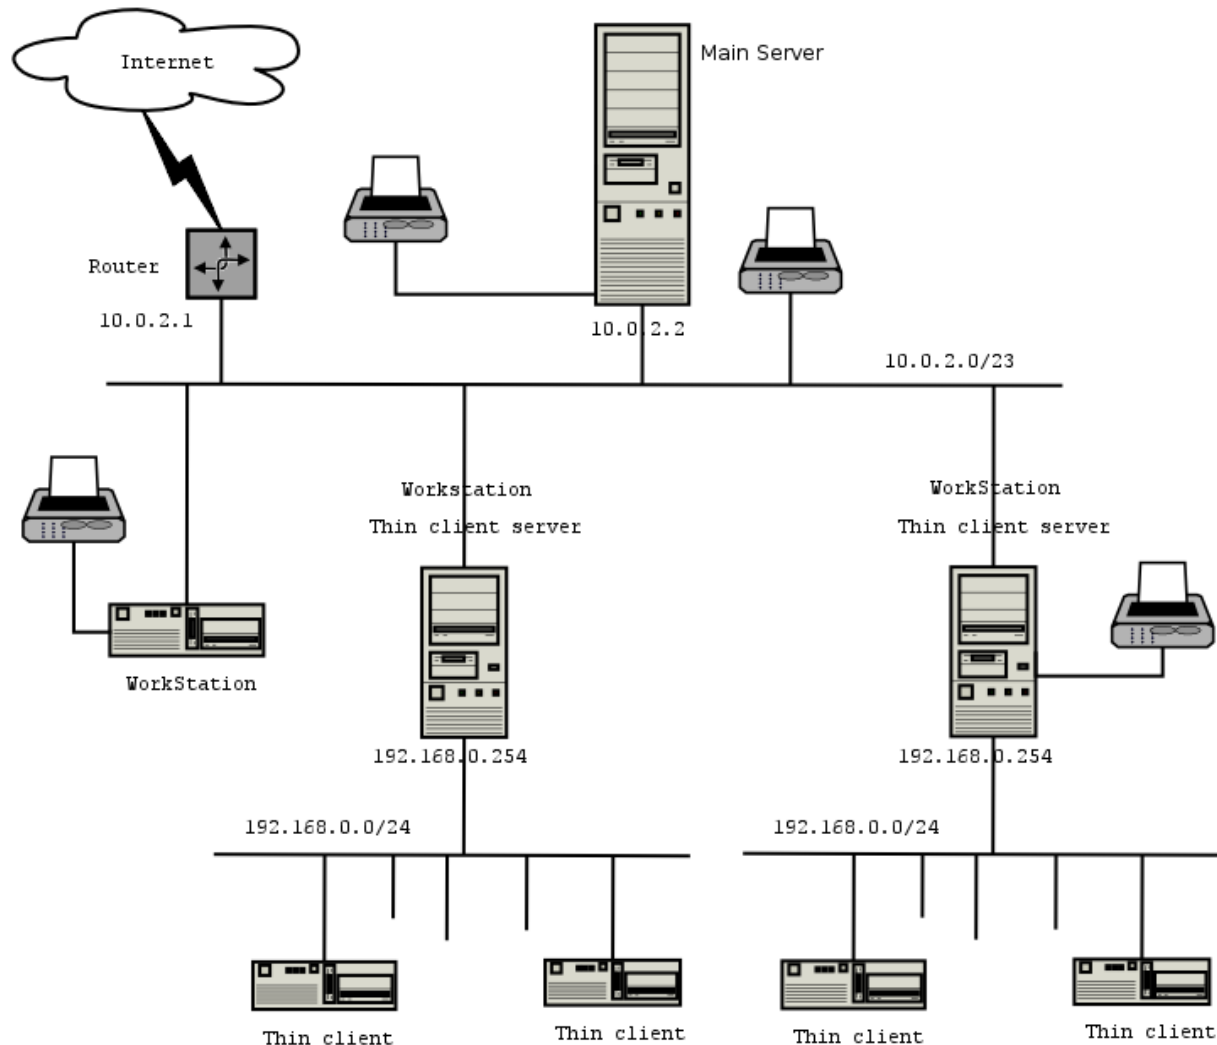 Internet
Main Server
Router
10.0.2.1
10.0.2.2
10.0.2.0/23
Workstation
Thin client server
WorkStation
Thin client server
WorkStation
192.168.0.254
192.168.0.254
192.168.0.0/24
192.168.0.0/24
Thin client
Thin client
Thin client
Thin client